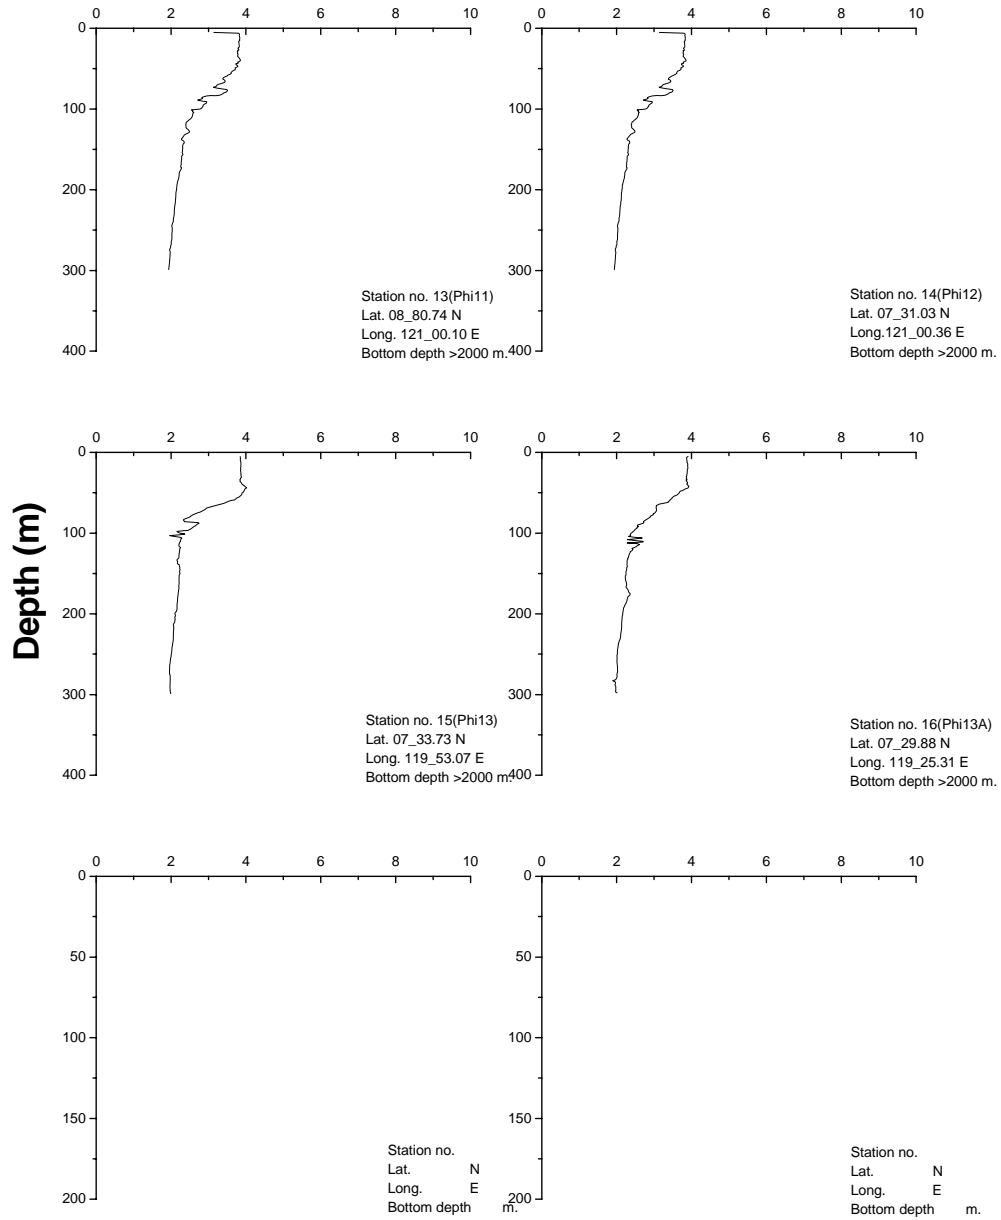 0 2 4 6 8 10
0
100
200
300
400
Station no. 13(Phi11)
Lat. 08_80.74 N
Long. 121_00.10 E
Bottom depth >2000 m.
0 2 4 6 8 10
0
100
200
300
400
Station no. 14(Phi12)
Lat. 07_31.03 N
Long.121_00.36 E
Bottom depth >2000 m.
Depth (m)
0 2 4 6 8 10
0
100
200
300
400
Station no. 15(Phi13)
Lat. 07_33.73 N
Long. 119_53.07 E
Bottom depth >2000 m.
0 2 4 6 8 10
0
100
200
300
400
Station no. 16(Phi13A)
Lat. 07_29.88 N
Long. 119_25.31 E
Bottom depth >2000 m.
0 2 4 6 8 10
0
50
100
150
200
Station no.
Lat. N
Long. E
Bottom depth m.
0 2 4 6 8 10
0
50
100
150
200
Station no.
Lat. N
Long. E
Bottom depth m.